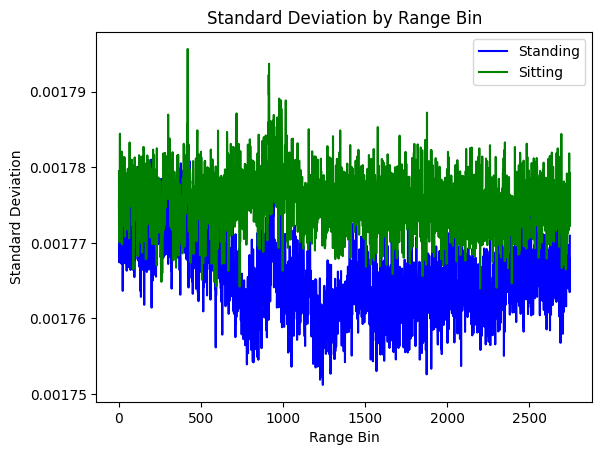 Standard Deviation by Range Bin
Standing
Sitting
0.00179
0.00178
0.00177
0.00176
0.00175
Standard Deviation
0 500 1000 1500 2000 2500
Range Bin